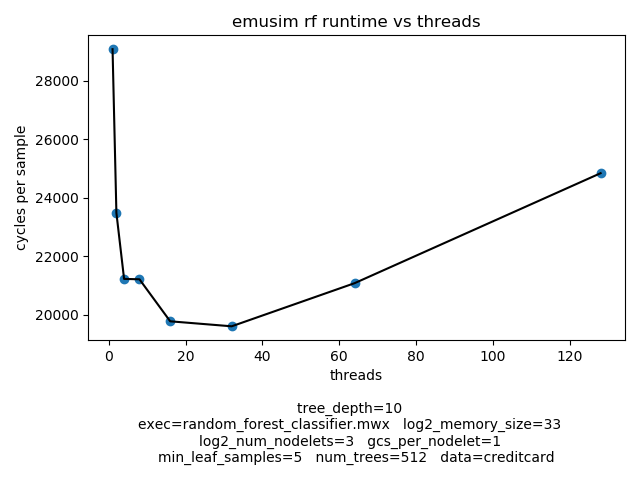 emusim rf runtime vs threads
28000
26000
24000
22000
20000
cycles per sample
0 20 40 60 80 100 120
threads
tree_depth=10
exec=random_forest_classifier.mwx log2_memory_size=33
log2_num_nodelets=3 gcs_per_nodelet=1
min_leaf_samples=5 num_trees=512 data=creditcard